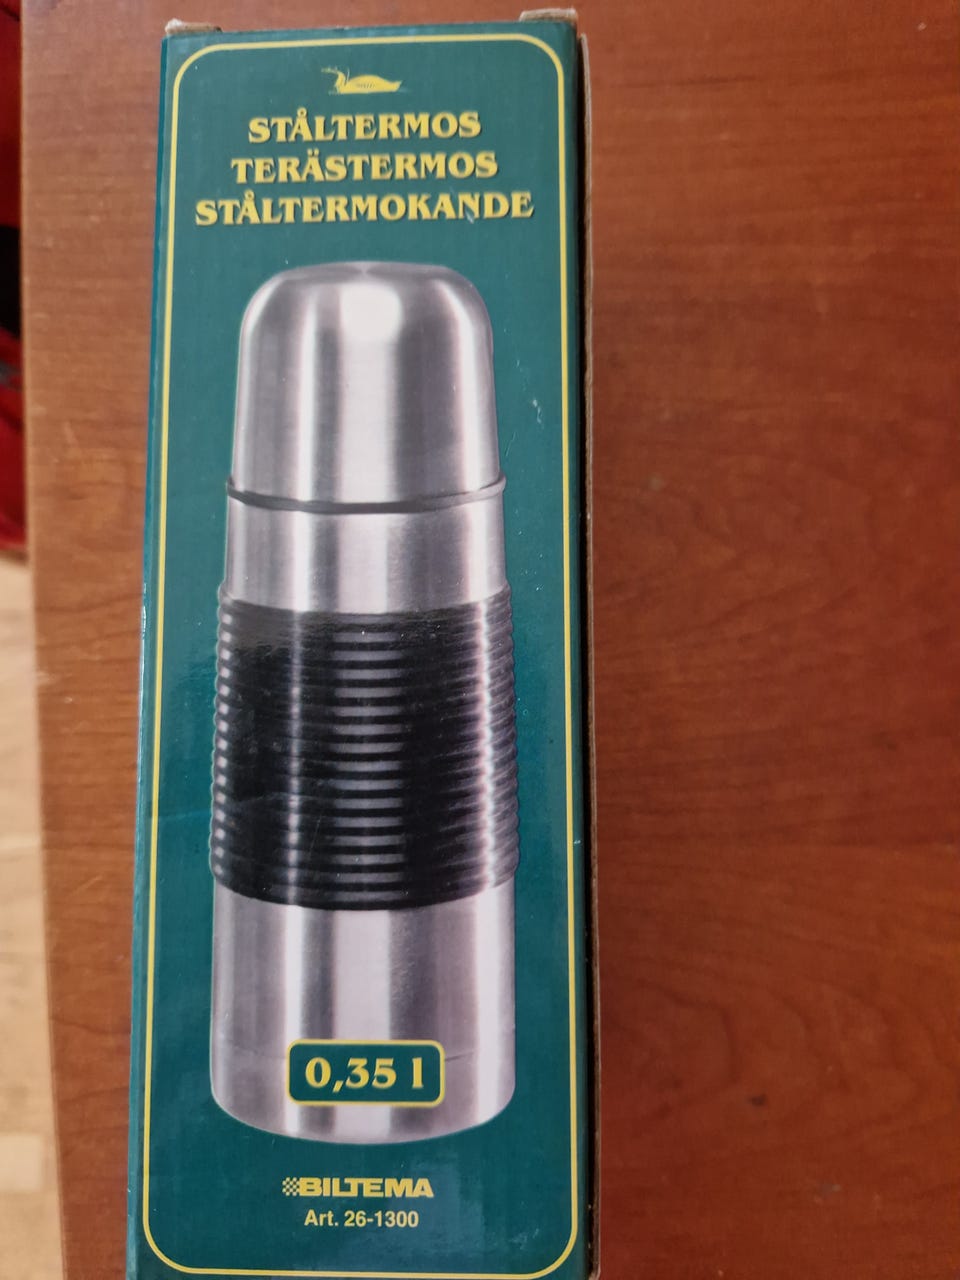 STÅLTERMOS
TERÄSTERMOS
STÅLTERMOKANDE
0,35 l
BILTEMA
Art. 26-1300